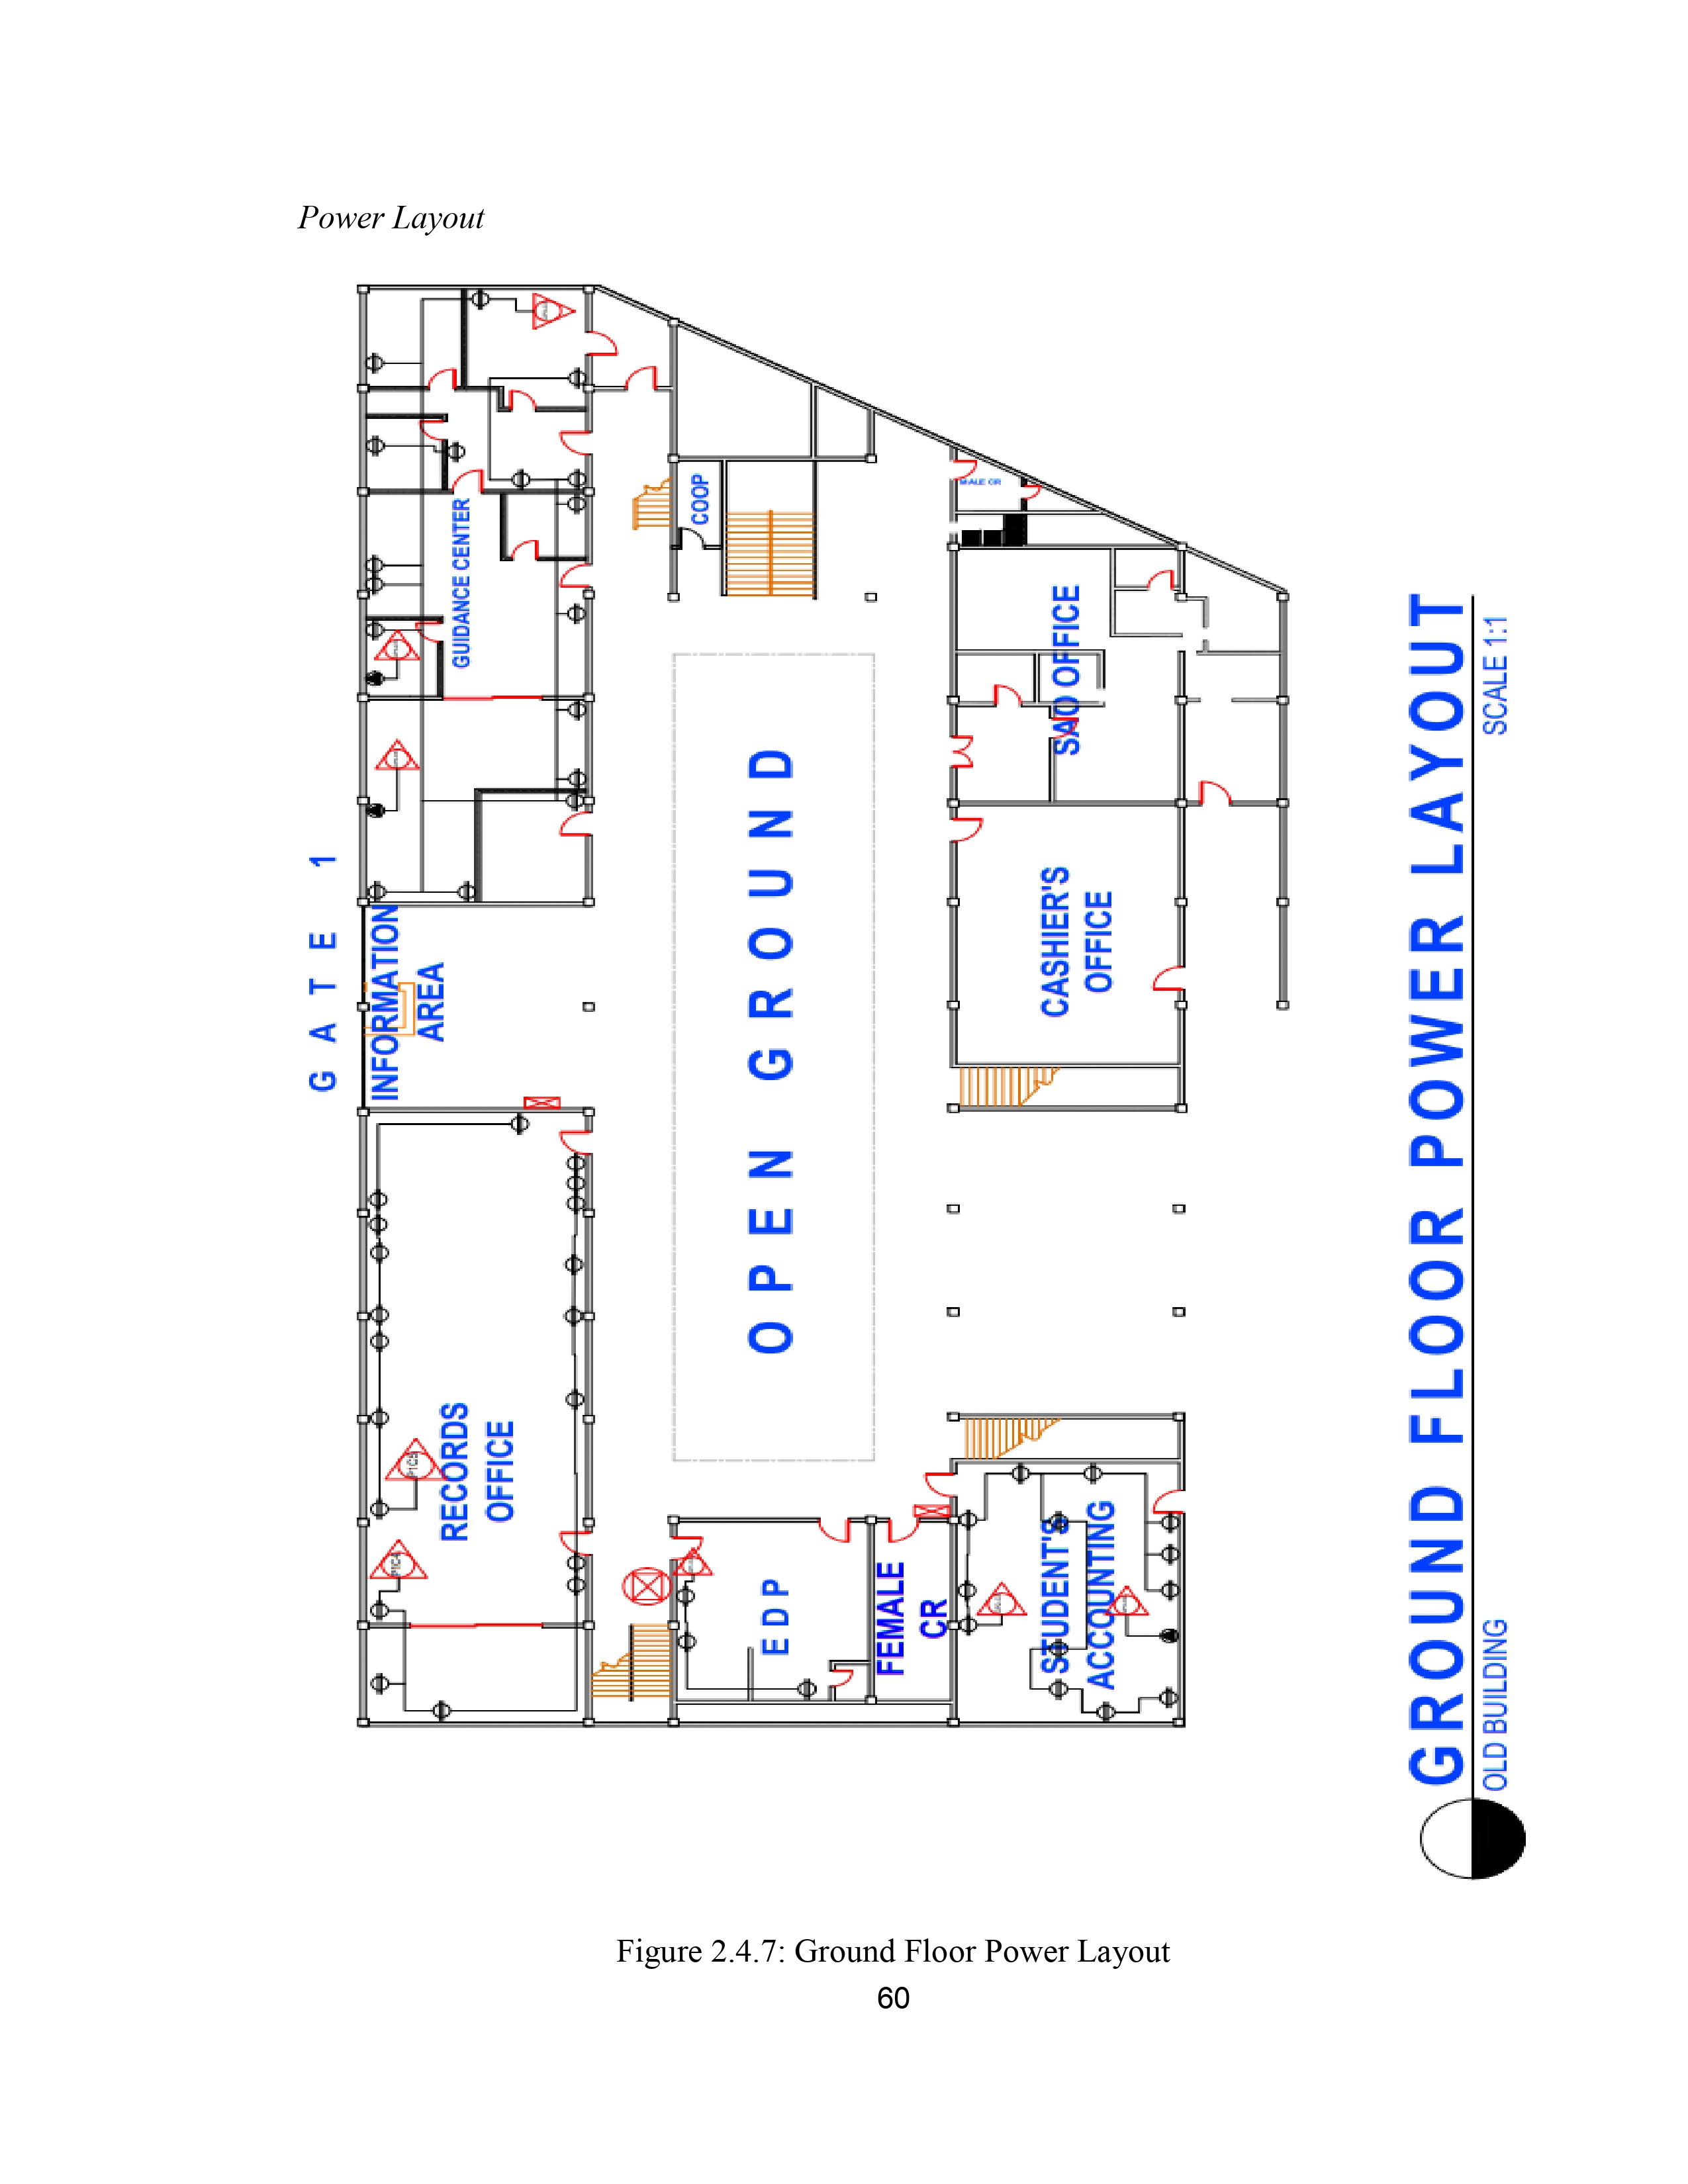 Power Layout
GATE 1
INFORMATION
AREA
GUIDANCE CENTER
COOP
MALE CR
SAO OFFICE
CASHIER'S
OFFICE
OPEN GROUND
RECORDS
OFFICE
P1C5
P1C4
EDP
FEMALE
CR
STUDENT'S
ACCOUNTING
GROUND FLOOR POWER LAYOUT
OLD BUILDING
SCALE 1:1
Figure 2.4.7: Ground Floor Power Layout
60